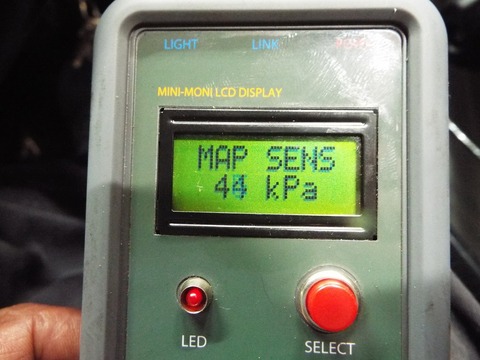 LIGHT LINK
MINI-MONI LCD DISPLAY
MAP SENS
44 kPa
LED SELECT